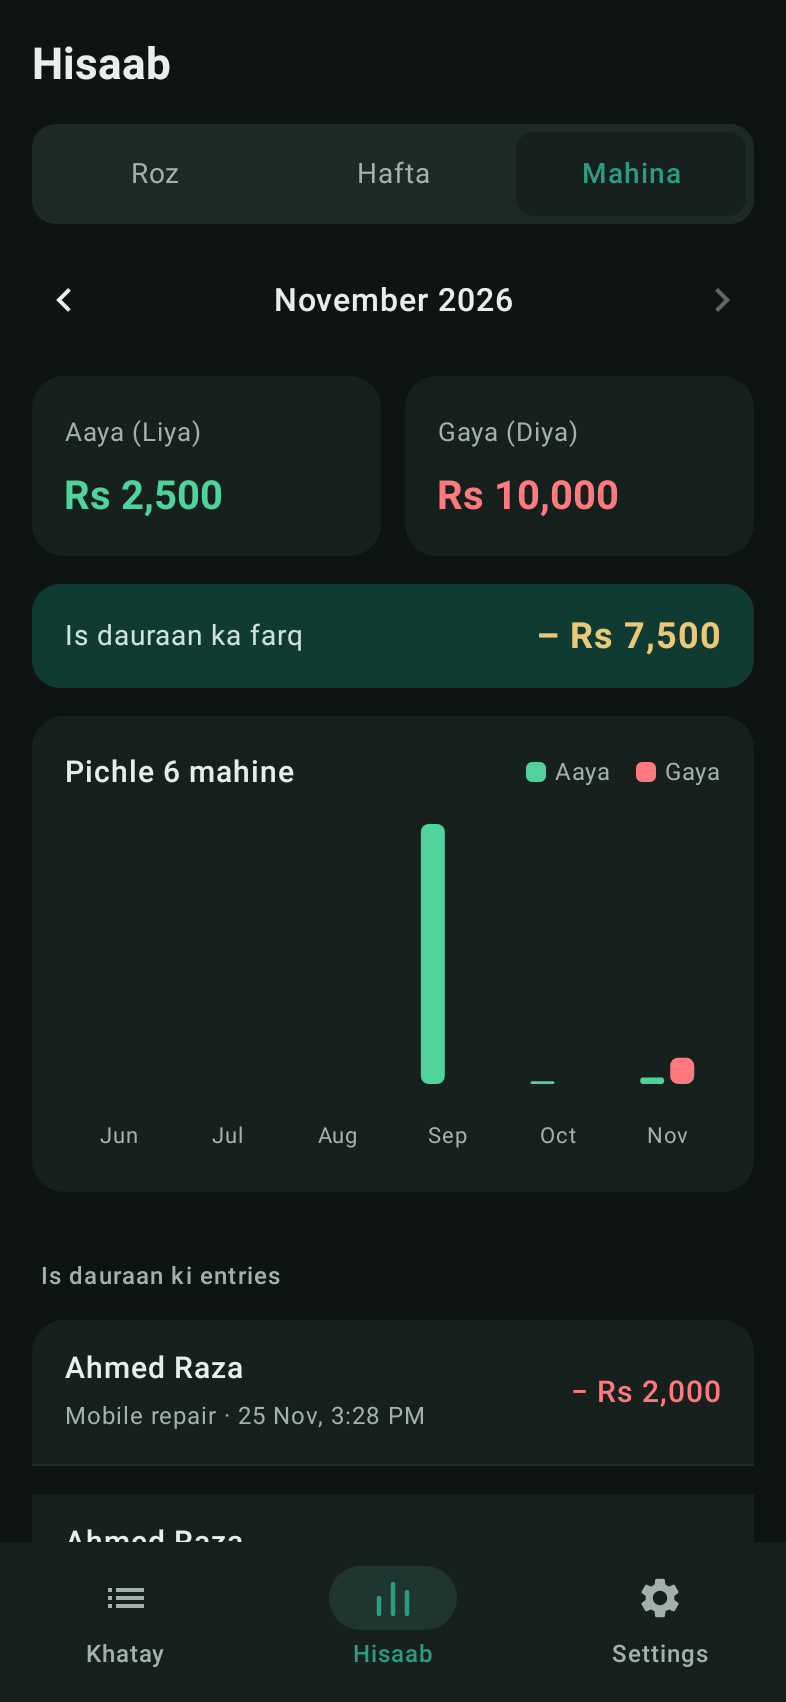 Hisaab
Roz Hafta Mahina
November 2026
Aaya (Liya) Gaya (Diya)
Rs 2,500 Rs 10,000
Is dauraan ka farq – Rs 7,500
Pichle 6 mahine Aaya Gaya
Jun Jul Aug Sep Oct Nov
Is dauraan ki entries
Ahmed Raza
– Rs 2,000
Mobile repair · 25 Nov, 3:28 PM
Ahmed Raza
Khatay Hisaab Settings